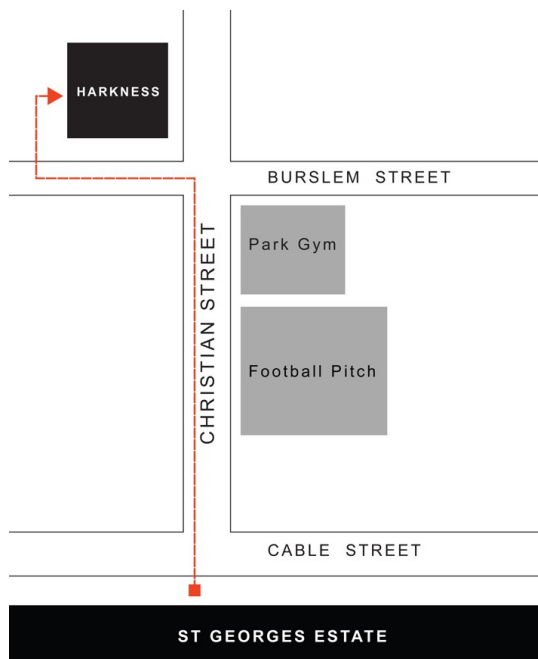 HARKNESS
BURSLEM STREET
Park Gym
CHRISTIAN STREET
Football Pitch
CABLE STREET
ST GEORGES ESTATE